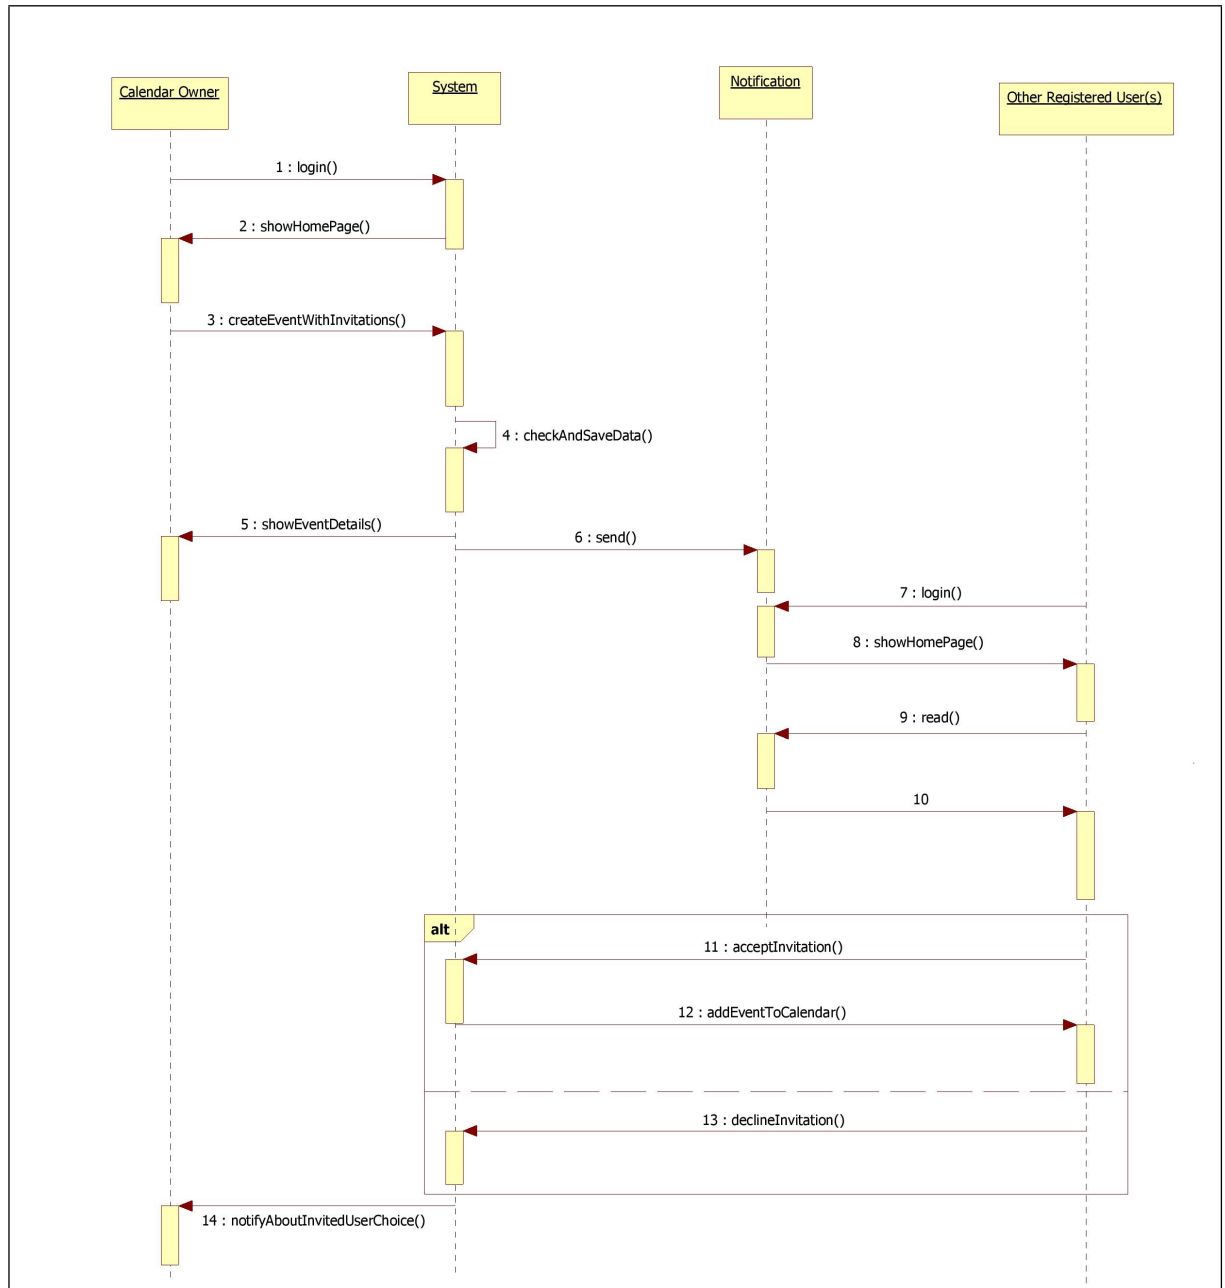 Calendar Owner
System
Notification
Other Registered User(s)
1 : login()
2 : showHomePage()
3 : createEventWithInvitations()
4 : checkAndSaveData()
5 : showEventDetails()
6 : send()
7 : login()
8 : showHomePage()
9 : read()
10
alt
11 : acceptInvitation()
12 : addEventToCalendar()
13 : declineInvitation()
14 : notifyAboutInvitedUserChoice()